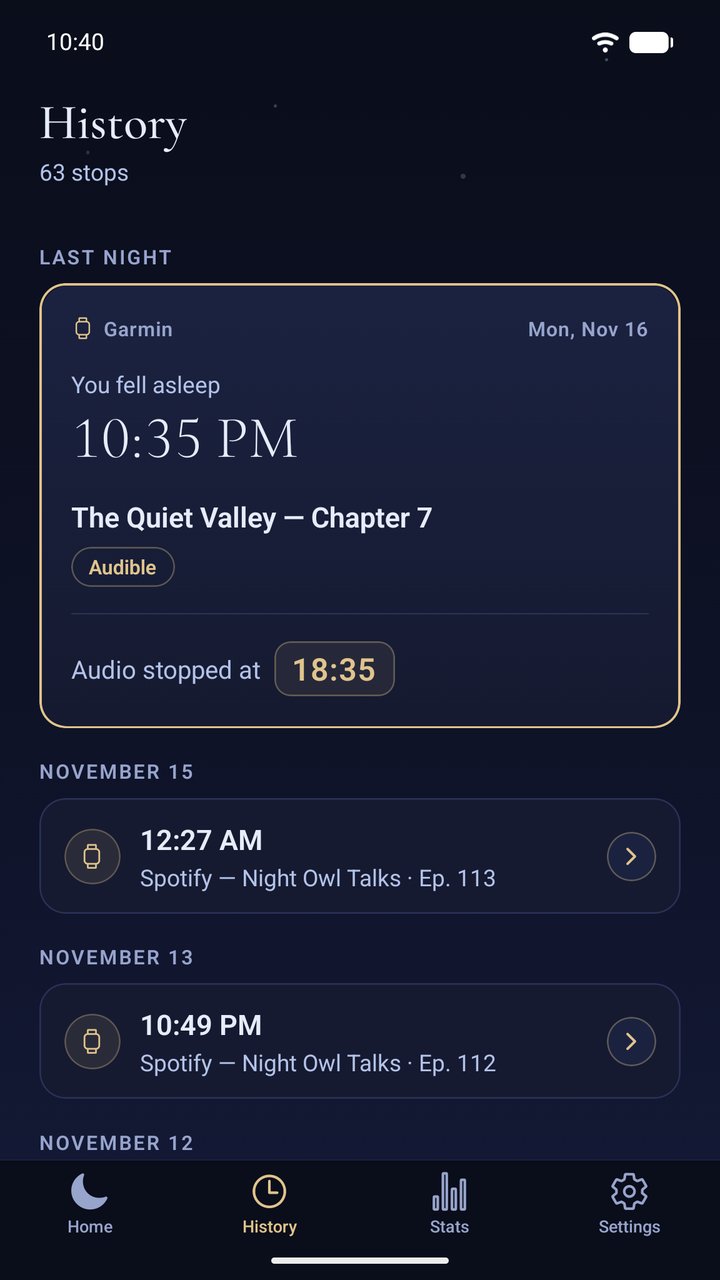 10:40
History
63 stops
LAST NIGHT
Garmin
Mon, Nov 16
You fell asleep
10:35 PM
The Quiet Valley — Chapter 7
Audible
Audio stopped at 18:35
NOVEMBER 15
12:27 AM
Spotify — Night Owl Talks · Ep. 113
NOVEMBER 13
10:49 PM
Spotify — Night Owl Talks · Ep. 112
NOVEMBER 12
Home
History
Stats
Settings